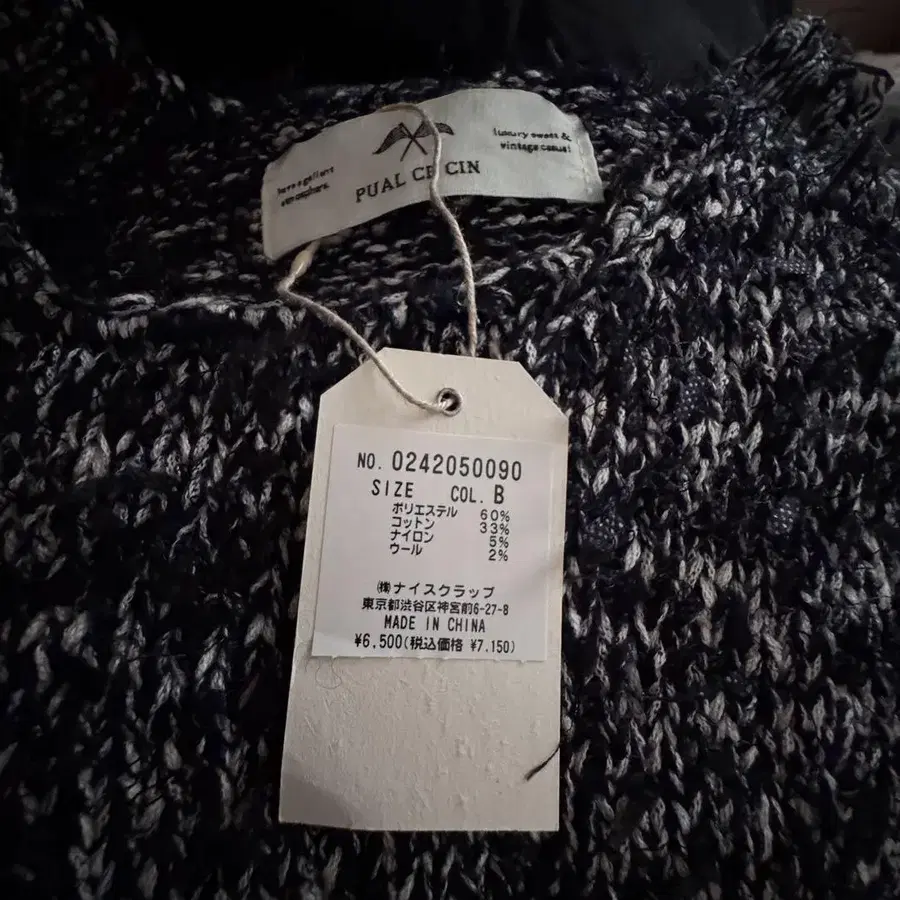 have a gallant
atmosphere.
PUAL CE CIN
luxury sweet &
vintage casual
NO. 0242050090
SIZE COL. B
ポリエステル 60%
コットン 33%
ナイロン 5%
ウール 2%
㈱ナイスクラップ
東京都渋谷区神宮前6-27-8
MADE IN CHINA
¥6,500(税込価格 ¥7,150)